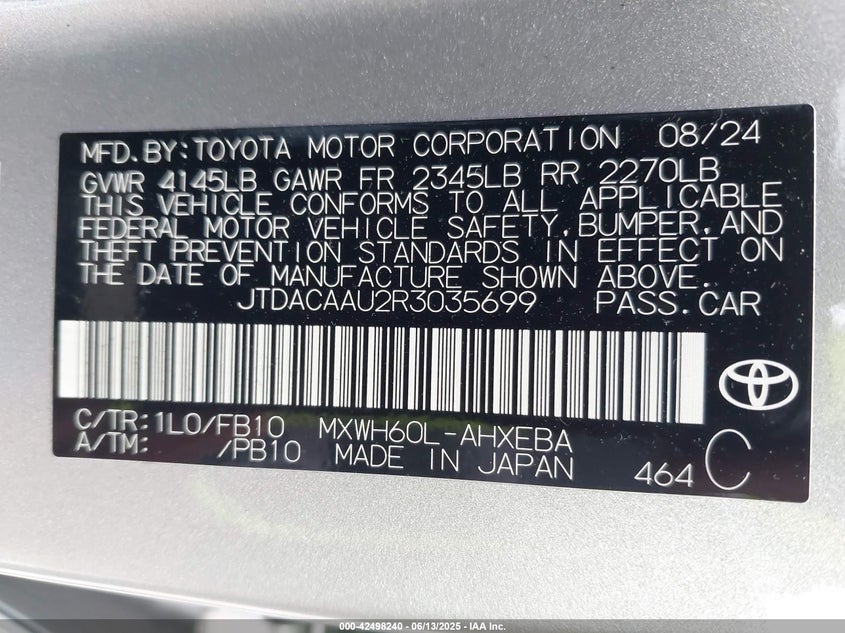 MFD.BY:TOYOTA MOTOR CORPORATION 08/24
GVWR 4145LB GAWR FR 2345LB RR 2270LB
THIS VEHICLE CONFORMS TO ALL APPLICABLE
FEDERAL MOTOR VEHICLE SAFETY,BUMPER,AND
THEFT PREVENTION STANDARDS IN EFFECT ON
THE DATE OF MANUFACTURE SHOWN ABOVE.
JTDACAAU2R3035699 PASS.CAR
C/TR:1L0/FB10 MXWH60L-AHXEBA
A/TM: /PB10 MADE IN JAPAN 464 C
000-42498240 - 06/13/2025 - IAA Inc.